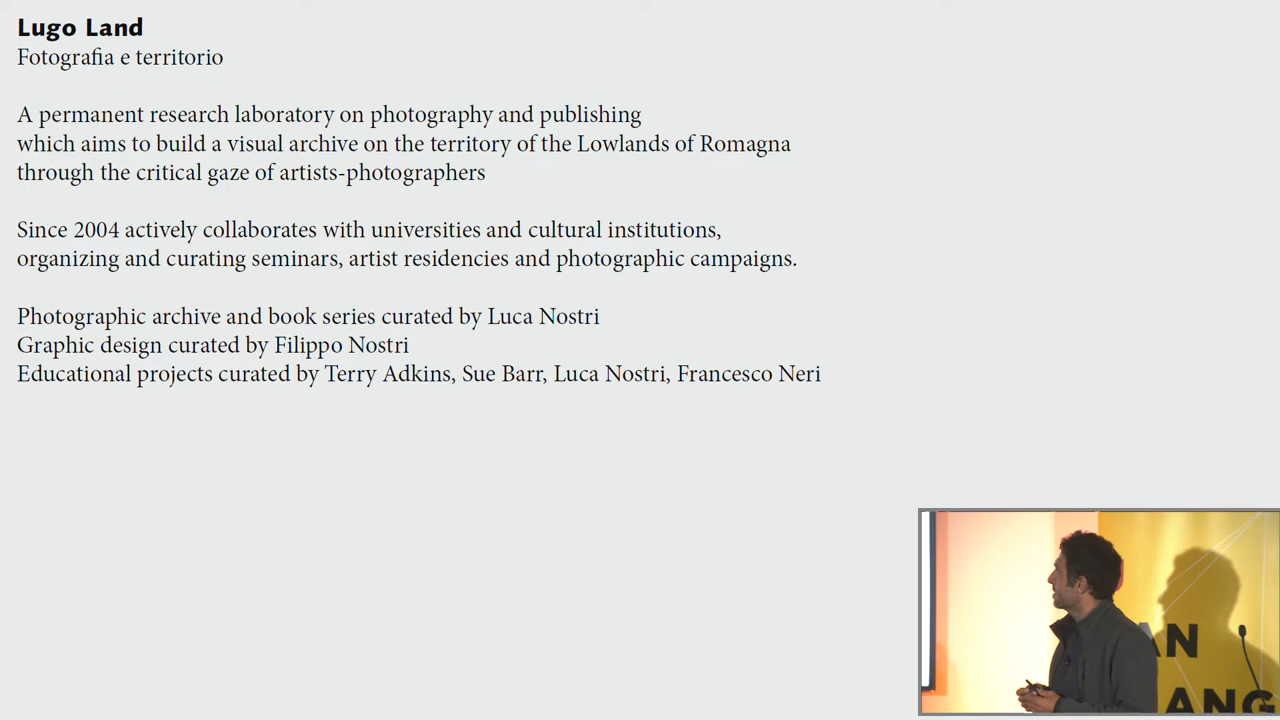 Lugo Land
Fotografia e territorio
A permanent research laboratory on photography and publishing
which aims to build a visual archive on the territory of the Lowlands of Romagna
through the critical gaze of artists-photographers
Since 2004 actively collaborates with universities and cultural institutions,
organizing and curating seminars, artist residencies and photographic campaigns.
Photographic archive and book series curated by Luca Nostri
Graphic design curated by Filippo Nostri
Educational projects curated by Terry Adkins, Sue Barr, Luca Nostri, Francesco Neri